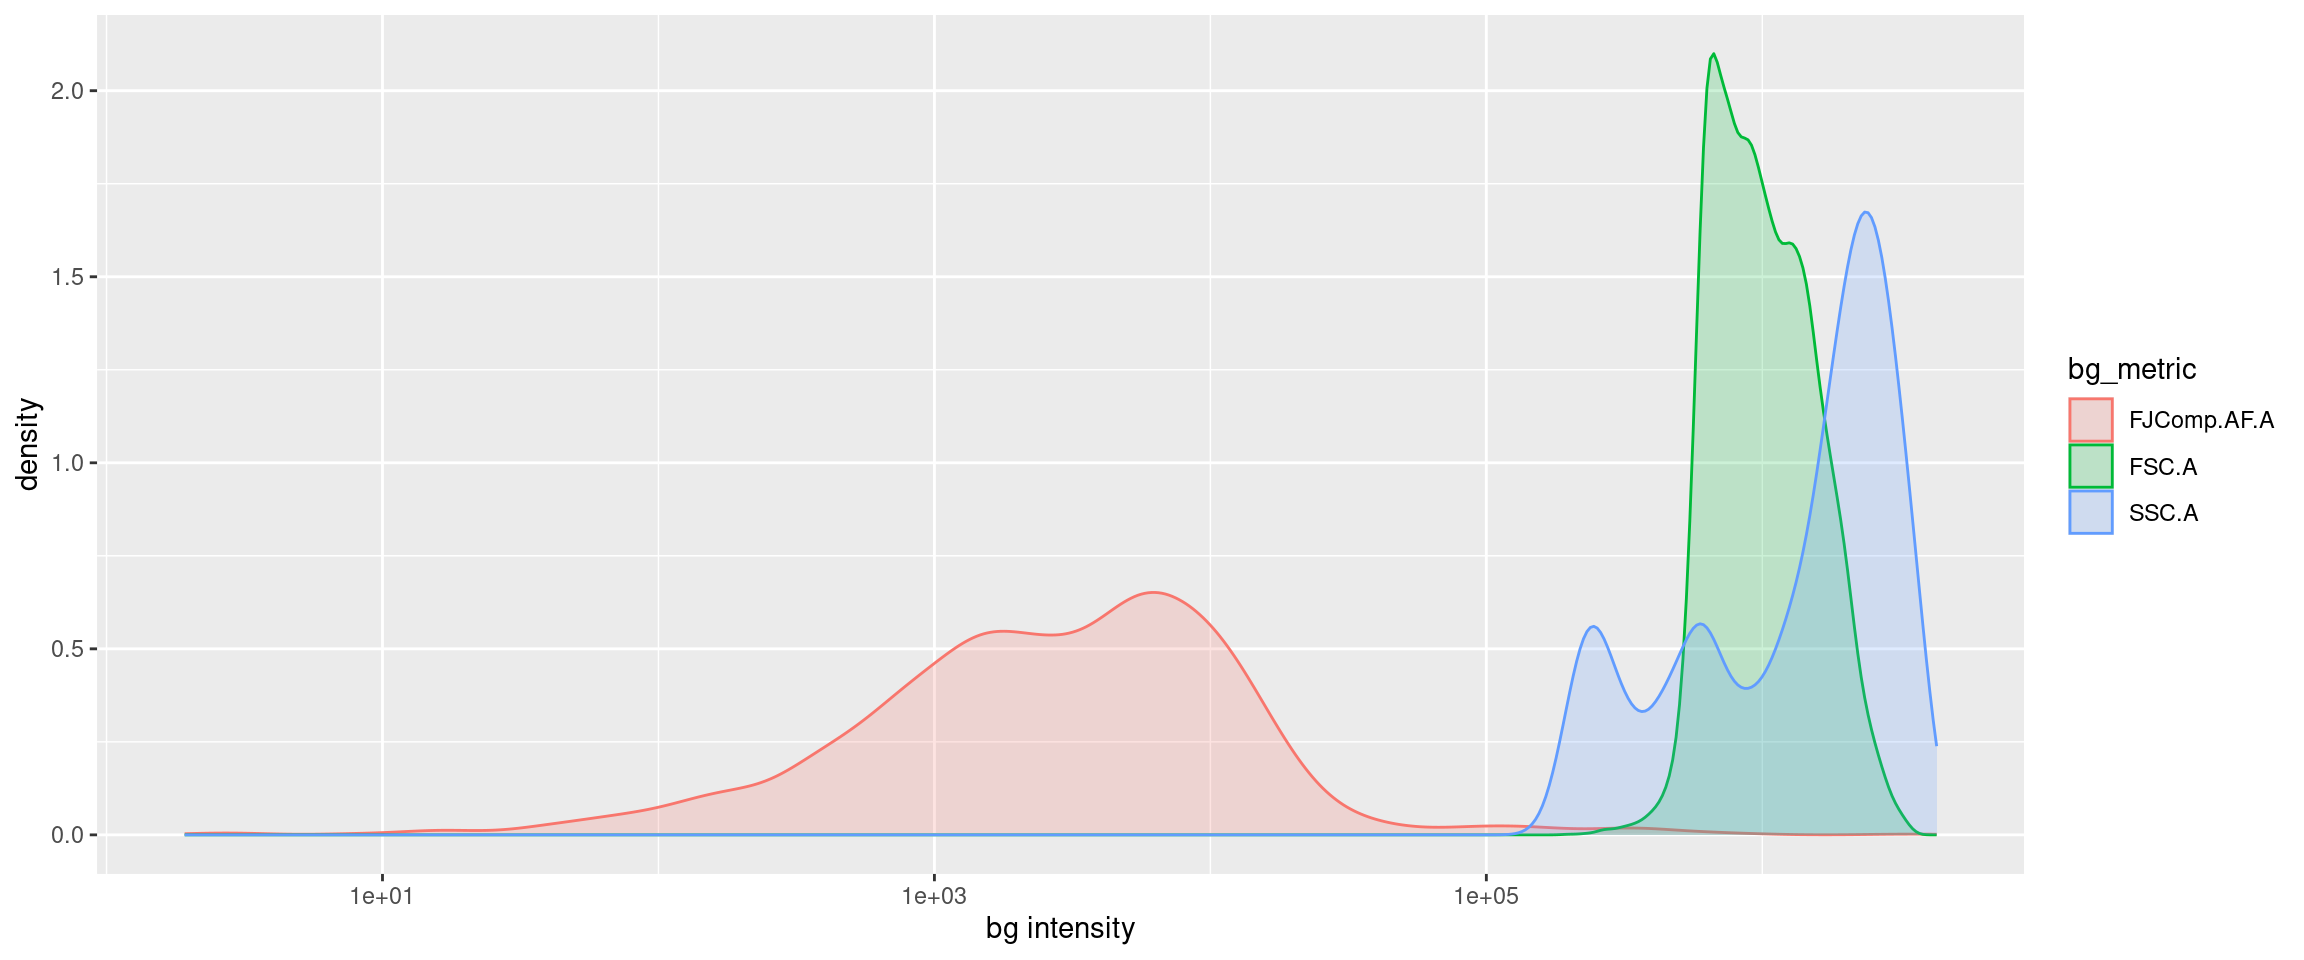 density
2.0
1.5
1.0
0.5
0.0
1e+01
1e+03
1e+05
bg intensity
bg_metric
FJComp.AF.A
FSC.A
SSC.A